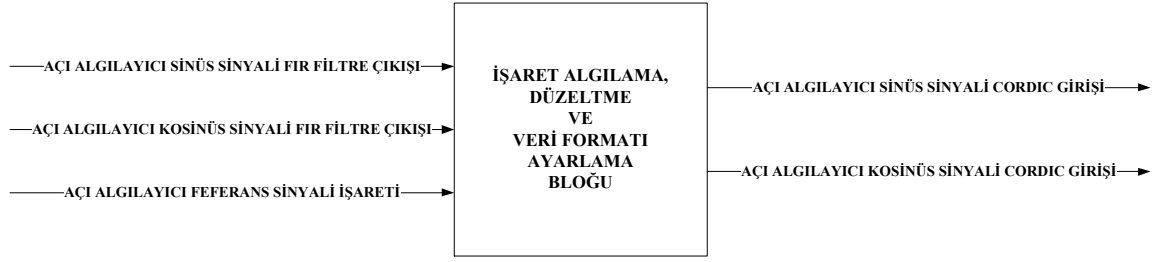 AÇI ALGILAYICI SİNÜS SİNYALİ FIR FİLTRE ÇIKIŞI
AÇI ALGILAYICI KOSİNÜS SİNYALİ FIR FİLTRE ÇIKIŞI
AÇI ALGILAYICI FEFERANS SİNYALİ İŞARETİ
İŞARET ALGILAMA,
DÜZELTME
VE
VERİ FORMATI
AYARLAMA
BLOĞU
AÇI ALGILAYICI SİNÜS SİNYALİ CORDIC GİRİŞİ
AÇI ALGILAYICI KOSİNÜS SİNYALİ CORDIC GİRİŞİ